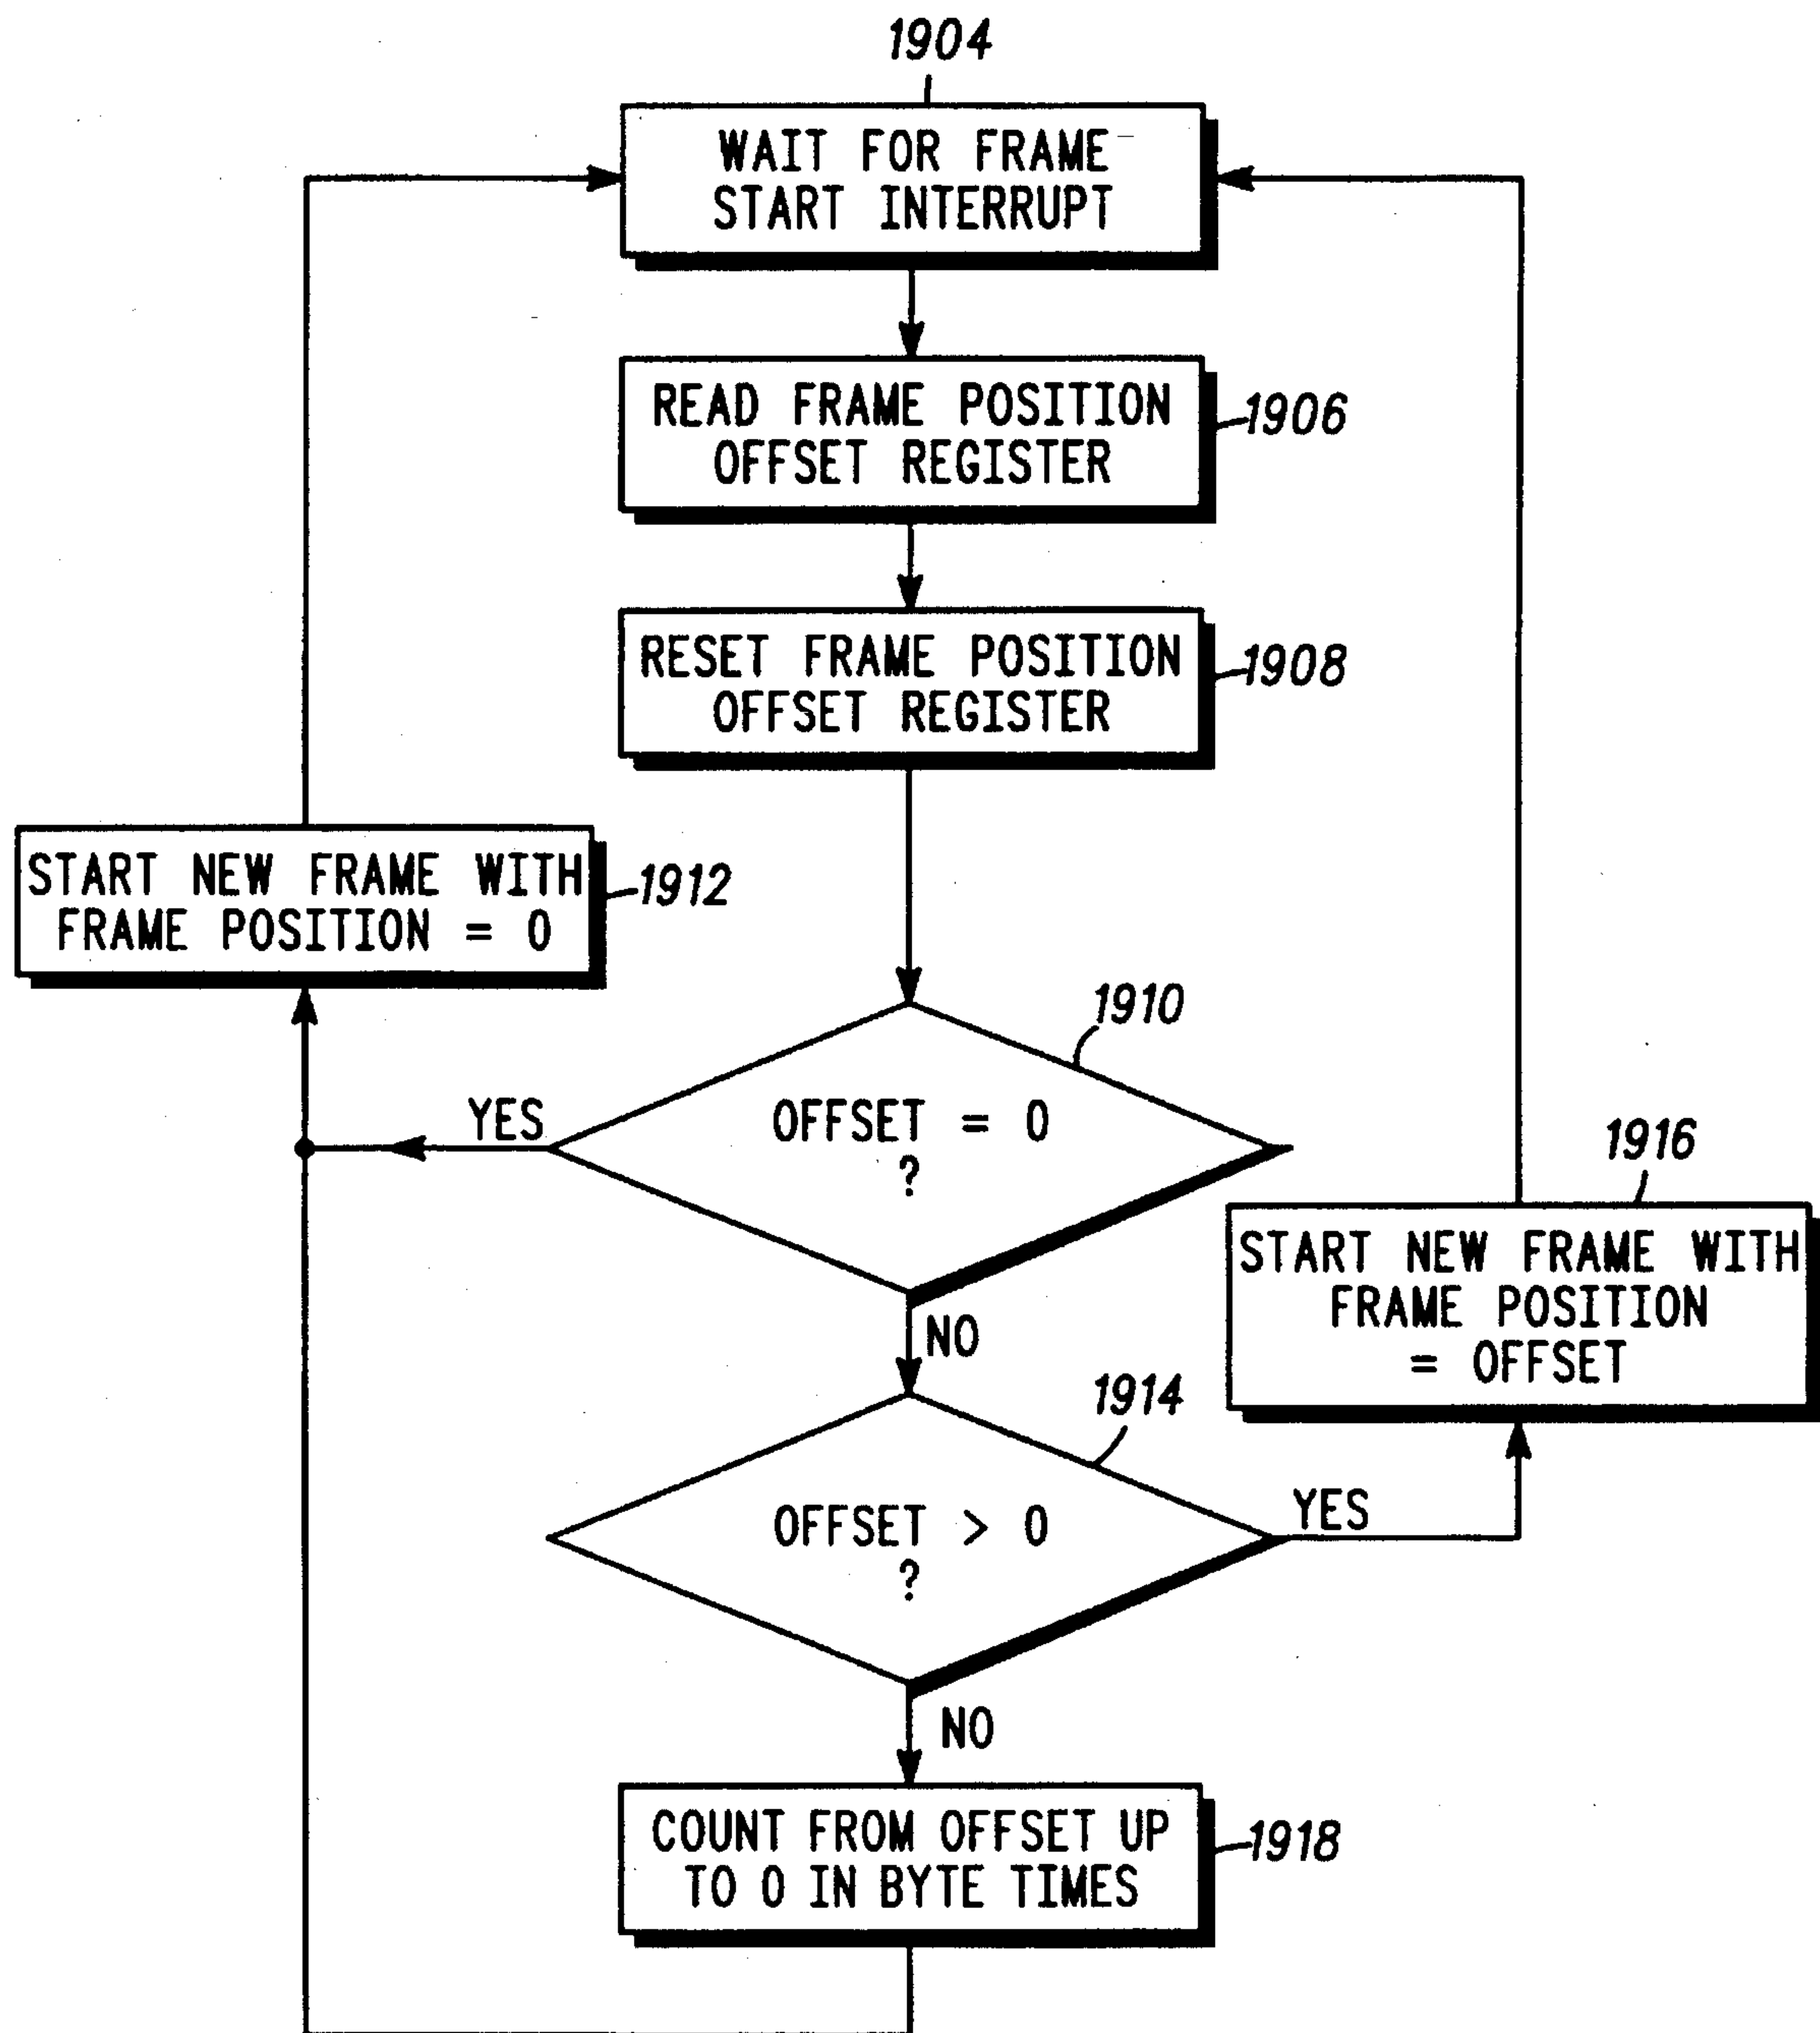 1904
WAIT FOR FRAME
START INTERRUPT
READ FRAME POSITION
OFFSET REGISTER
1906
RESET FRAME POSITION
OFFSET REGISTER
1908
START NEW FRAME WITH
FRAME POSITION = 0
1912
1910
OFFSET = 0
?
YES
NO
1916
START NEW FRAME WITH
FRAME POSITION
= OFFSET
1914
OFFSET > 0
?
YES
NO
COUNT FROM OFFSET UP
TO 0 IN BYTE TIMES
1918